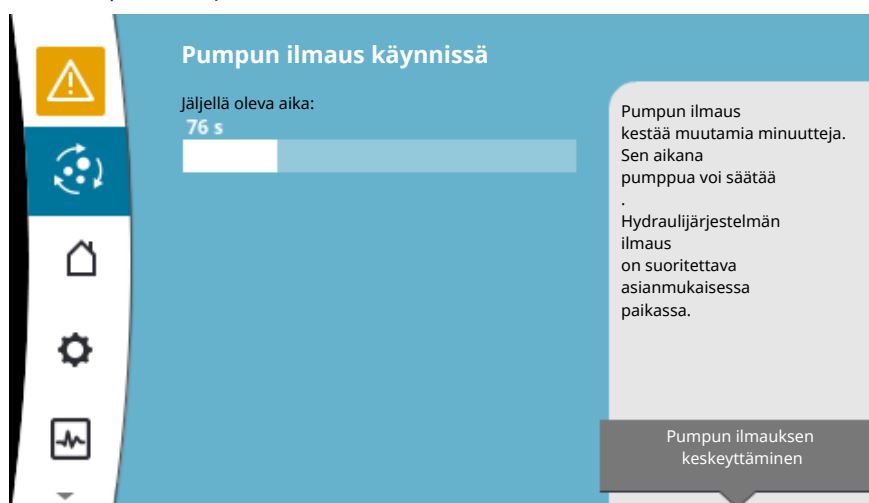 Pumpun ilmaus käynnissä
Jäljellä oleva aika:
76 s
Pumpun ilmaus
kestää muutamia minuutteja.
Sen aikana
pumppua voi säätää
.
Hydraulijärjestelmän
ilmaus
on suoritettava
asianmukaisessa
paikassa.
Pumpun ilmauksen
keskeyttäminen